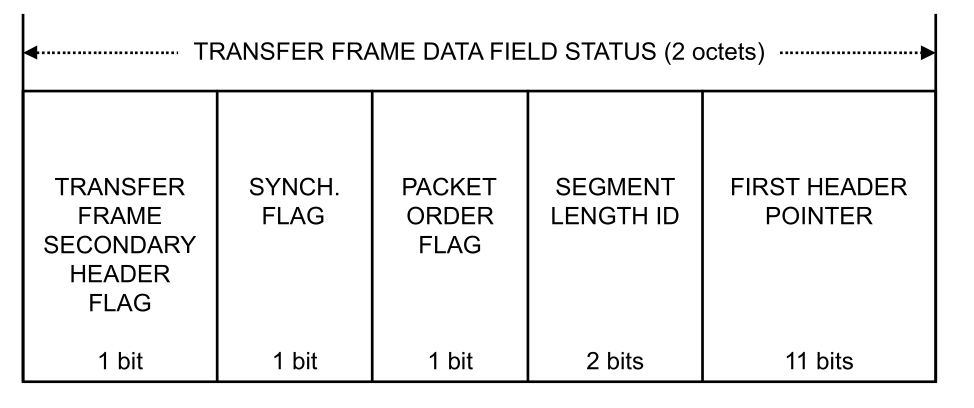 TRANSFER FRAME DATA FIELD STATUS (2 octets)
TRANSFER
FRAME
SECONDARY
HEADER
FLAG
1 bit
SYNCH.
FLAG
1 bit
PACKET
ORDER
FLAG
1 bit
SEGMENT
LENGTH ID
2 bits
FIRST HEADER
POINTER
11 bits